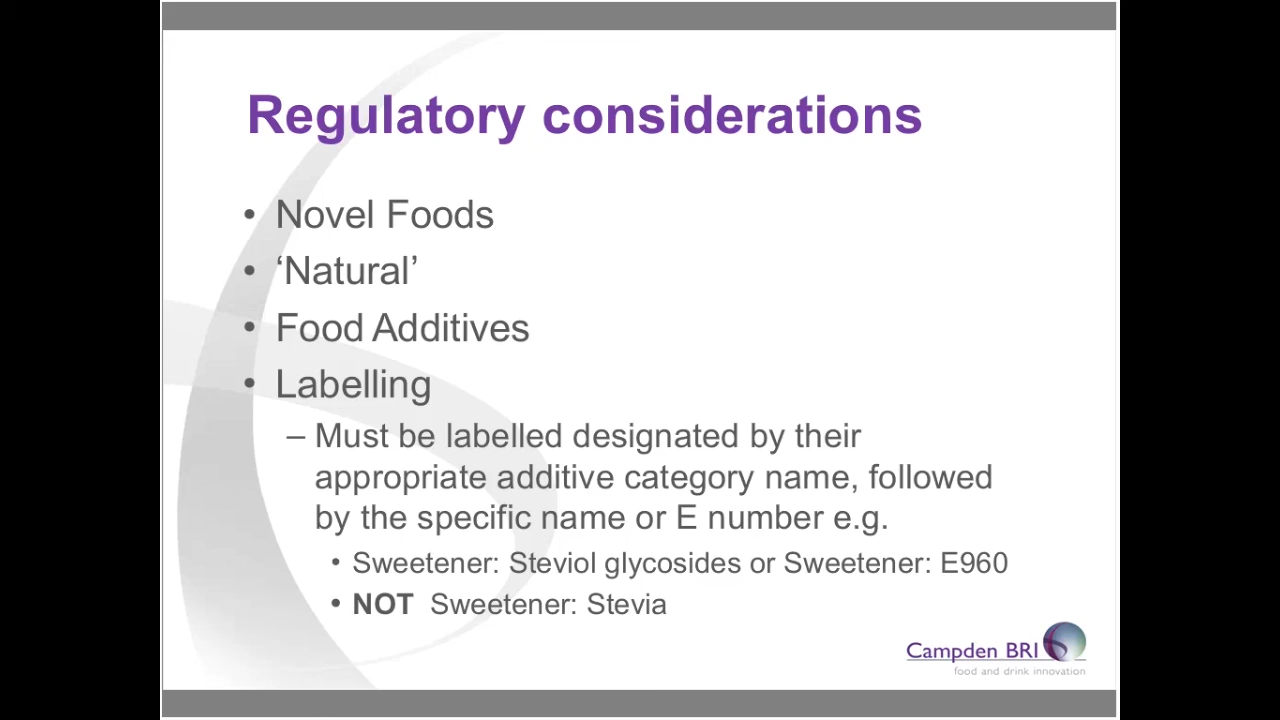 Regulatory considerations
• Novel Foods
• ‘Natural’
• Food Additives
• Labelling
– Must be labelled designated by their
appropriate additive category name, followed
by the specific name or E number e.g.
• Sweetener: Steviol glycosides or Sweetener: E960
• NOT Sweetener: Stevia
Campden BRI
food and drink innovation